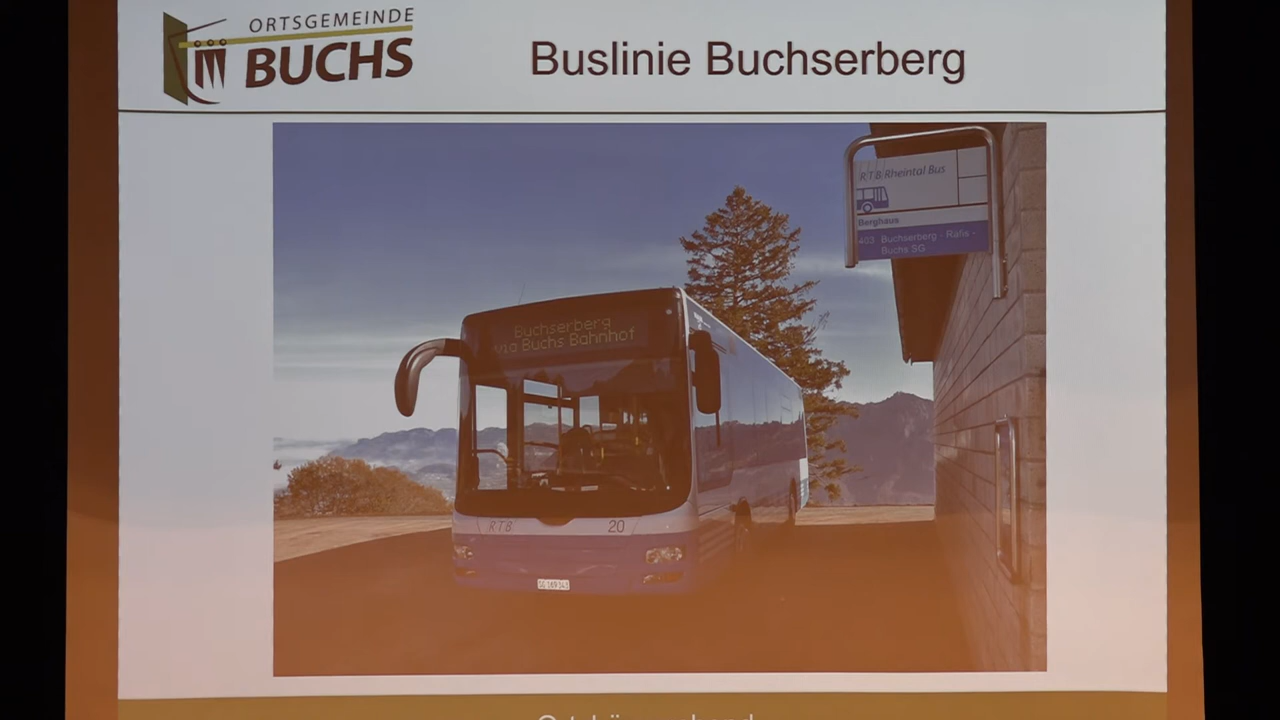 ORTSGEMEINDE
BUCHS
Buslinie Buchserberg
RTB Rheintal Bus
Berghaus
403 Buchserberg - Räfis -
Buchs SG
Buchserberg
via Buchs Bahnhof
RTB
20